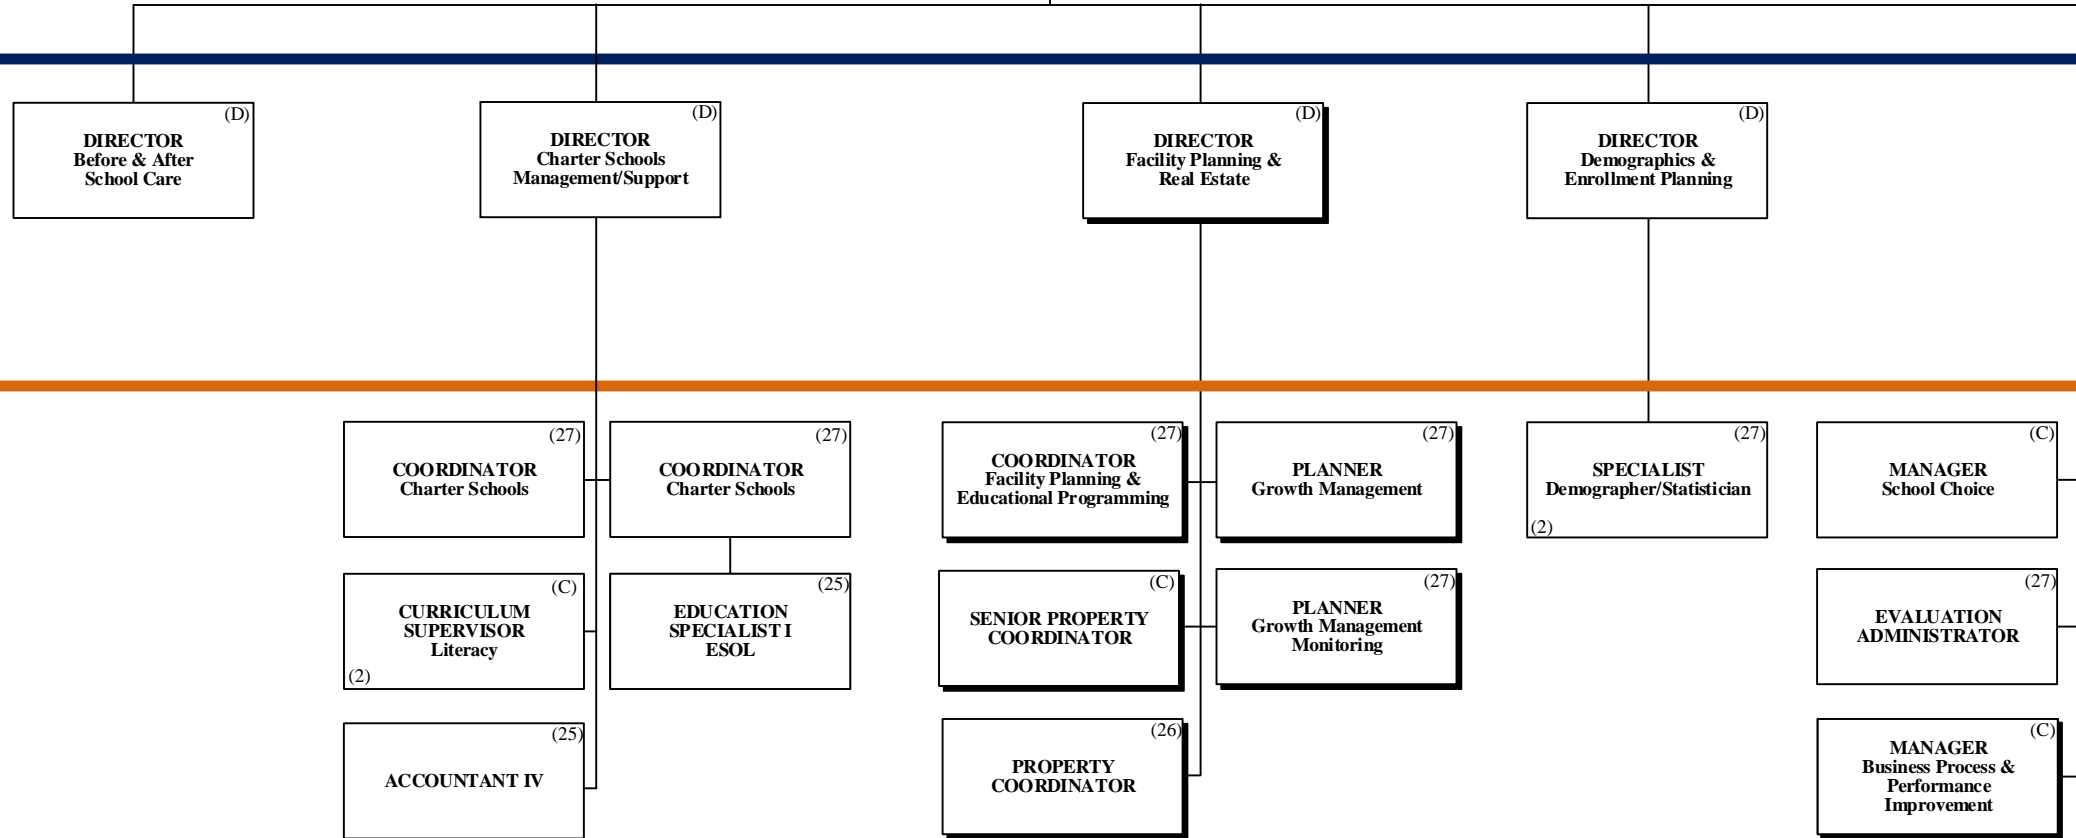 (D)
DIRECTOR
Before & After
School Care
(D)
DIRECTOR
Charter Schools
Management/Support
(D)
DIRECTOR
Facility Planning &
Real Estate
(D)
DIRECTOR
Demographics &
Enrollment Planning
(27)
COORDINATOR
Charter Schools
(27)
COORDINATOR
Charter Schools
(27)
COORDINATOR
Facility Planning &
Educational Programming
(27)
PLANNER
Growth Management
(27)
SPECIALIST
Demographer/Statistician
(2)
(C)
MANAGER
School Choice
(C)
CURRICULUM
SUPERVISOR
Literacy
(2)
(25)
EDUCATION
SPECIALIST I
ESOL
(C)
SENIOR PROPERTY
COORDINATOR
(27)
PLANNER
Growth Management
Monitoring
(27)
EVALUATION
ADMINISTRATOR
(25)
ACCOUNTANT IV
(26)
PROPERTY
COORDINATOR
(C)
MANAGER
Business Process &
Performance
Improvement